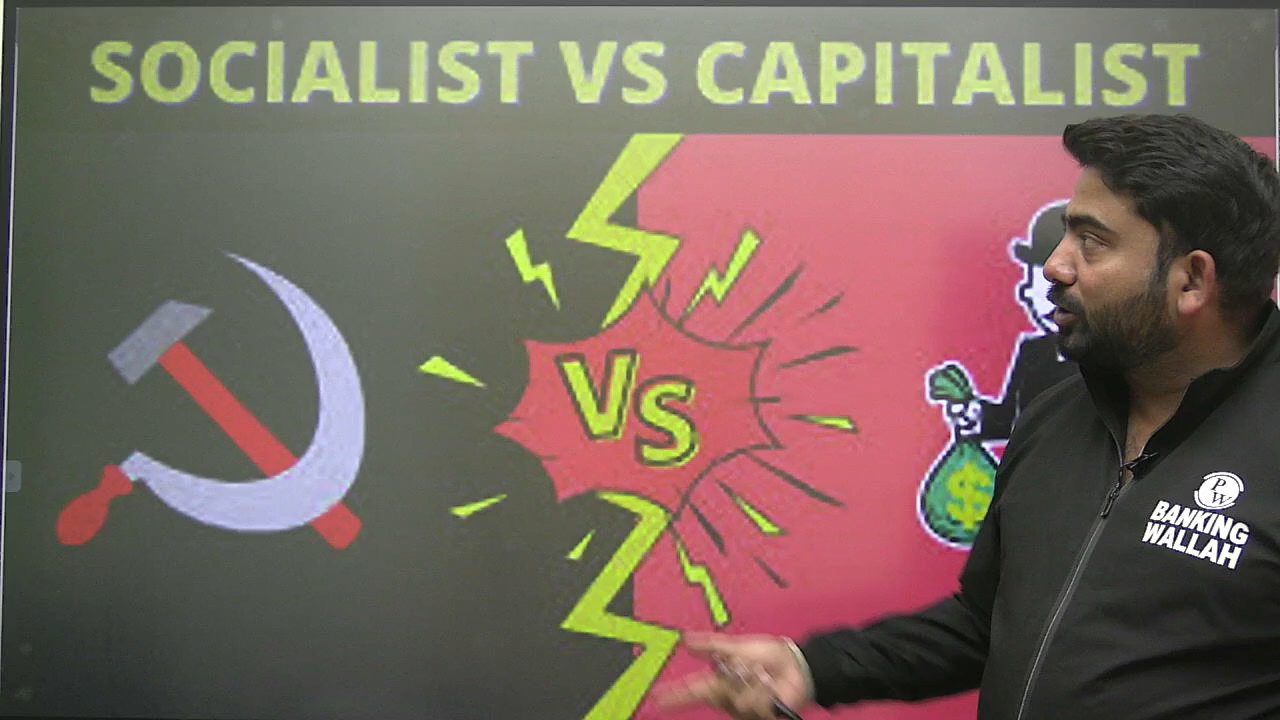 SOCIALIST VS CAPITALIST
VS
$
PW
BANKING
WALLAH